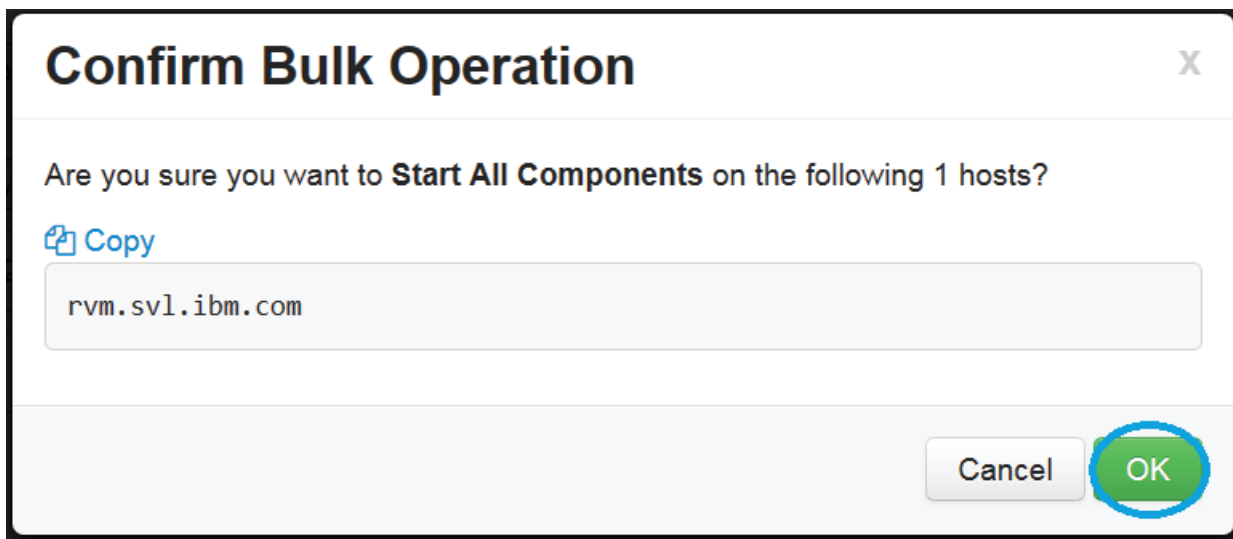 Confirm Bulk Operation
X
Are you sure you want to Start All Components on the following 1 hosts?
Copy
rvm.svl.ibm.com
Cancel
OK